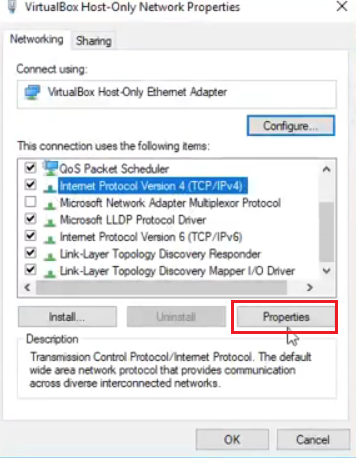 VirtualBox Host-Only Network Properties
Networking Sharing
Connect using:
VirtualBox Host-Only Ethernet Adapter
Configure...
This connection uses the following items:
QoS Packet Scheduler
Internet Protocol Version 4 (TCP/IPv4)
Microsoft Network Adapter Multiplexor Protocol
Microsoft LLDP Protocol Driver
Internet Protocol Version 6 (TCP/IPv6)
Link-Layer Topology Discovery Responder
Link-Layer Topology Discovery Mapper I/O Driver
Install... Uninstall Properties
Description
Transmission Control Protocol/Internet Protocol. The default
wide area network protocol that provides communication
across diverse interconnected networks.
OK Cancel